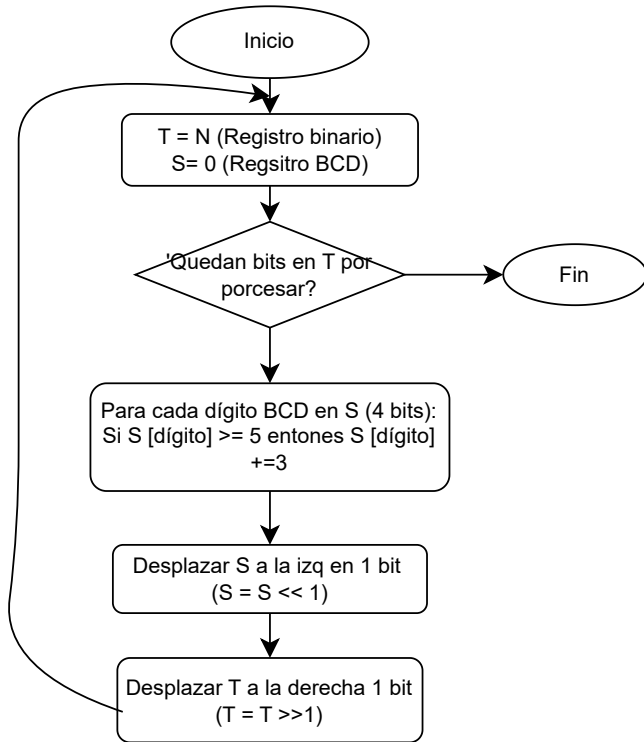 Inicio
T = N (Registro binario)
S= 0 (Regsitro BCD)
'Quedan bits en T por
porcesar?
Fin
Para cada dígito BCD en S (4 bits):
Si S [dígito] >= 5 entones S [dígito]
+=3
Desplazar S a la izq en 1 bit
(S = S << 1)
Desplazar T a la derecha 1 bit
(T = T >>1)